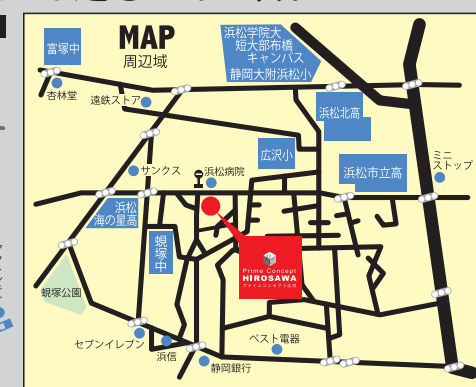 MAP
周辺域
富塚中
杏林堂
遠鉄ストア
浜松学院大
短大部布橋
キャンパス
静岡大附浜松小
浜松北高
広沢小
浜松市立高
ミニ
ストップ
サンクス
浜松病院
浜松
海の星高
蜆塚中
蜆塚公園
Prime Concept
HIROSAWA
プライムコンセプト広沢
セブンイレブン
浜信
静岡銀行
ベスト電器